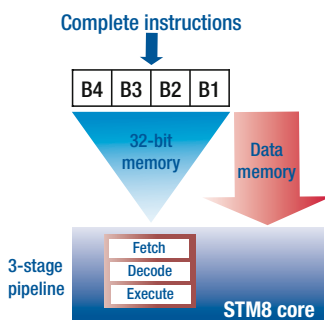 Complete instructions
B4 B3 B2 B1
32-bit
memory
Data
memory
3-stage
pipeline
Fetch
Decode
Execute
STM8 core